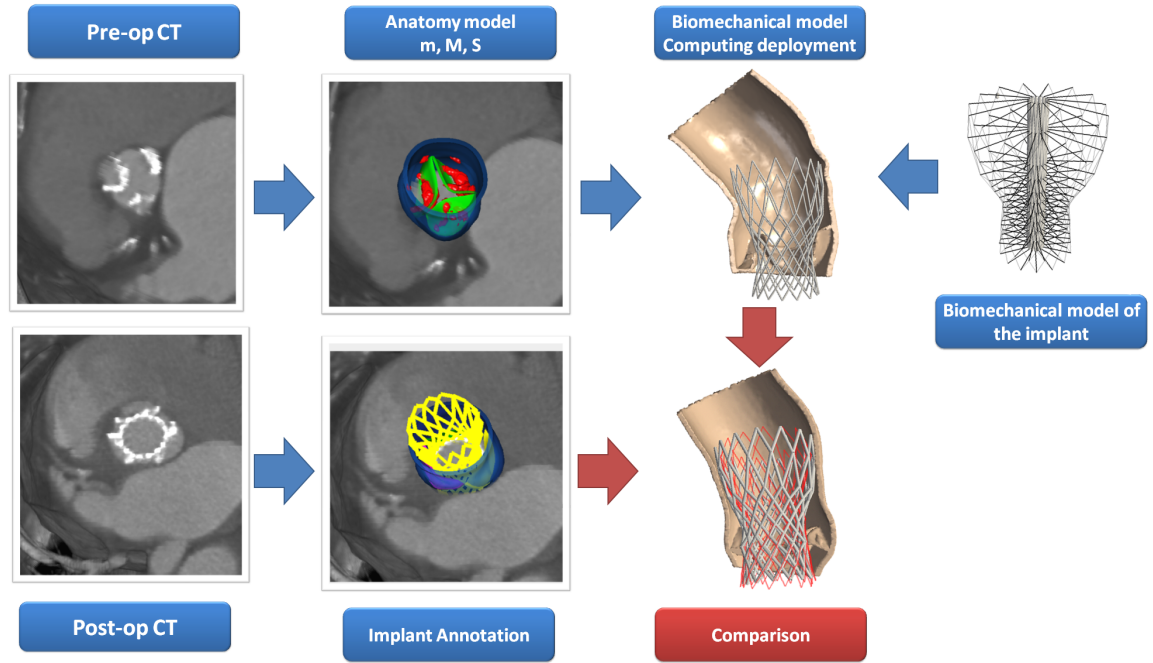 Pre-op CT
Anatomy model
m, M, S
Biomechanical model
Computing deployment
Biomechanical model of
the implant
Post-op CT
Implant Annotation
Comparison